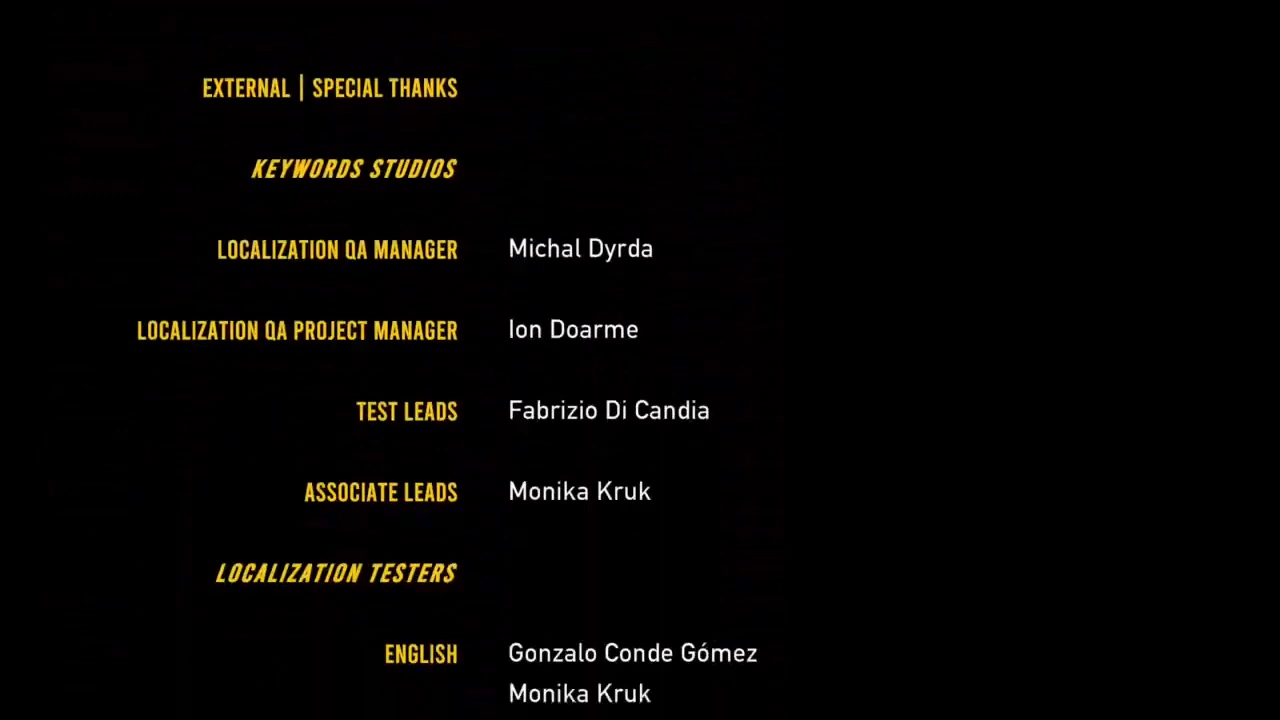 EXTERNAL | SPECIAL THANKS
KEYWORDS STUDIOS
LOCALIZATION QA MANAGER Michal Dyrda
LOCALIZATION QA PROJECT MANAGER Ion Doarme
TEST LEADS Fabrizio Di Candia
ASSOCIATE LEADS Monika Kruk
LOCALIZATION TESTERS
ENGLISH Gonzalo Conde Gómez
Monika Kruk